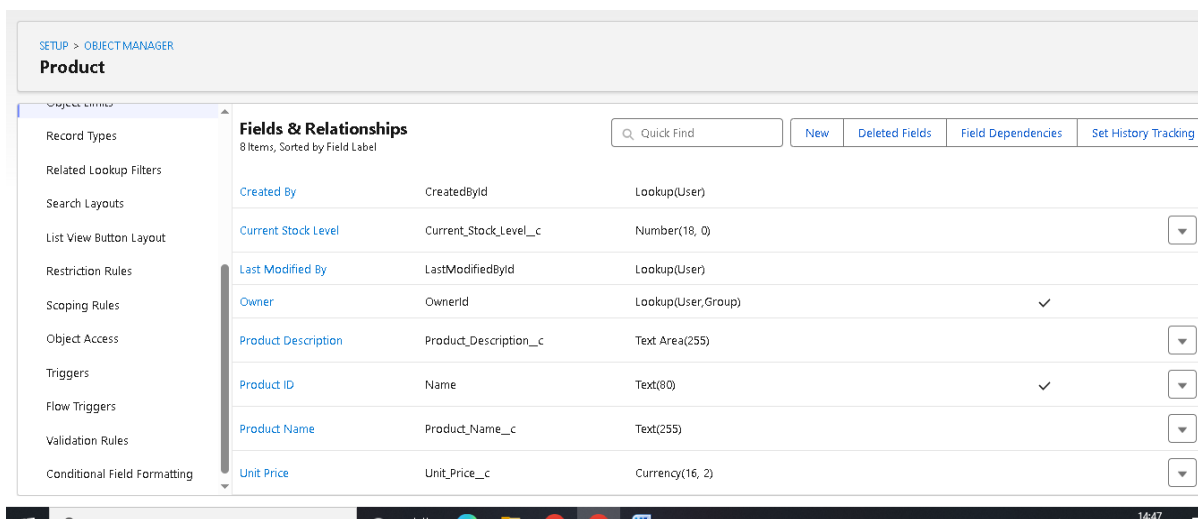 SETUP > OBJECT MANAGER
Product
Object Limits
Record Types
Related Lookup Filters
Search Layouts
List View Button Layout
Restriction Rules
Scoping Rules
Object Access
Triggers
Flow Triggers
Validation Rules
Conditional Field Formatting
Fields & Relationships
8 Items, Sorted by Field Label
Quick Find
New
Deleted Fields
Field Dependencies
Set History Tracking
Created By CreatedById Lookup(User)
Current Stock Level Current_Stock_Level__c Number(18, 0)
Last Modified By LastModifiedById Lookup(User)
Owner OwnerId Lookup(User,Group)
Product Description Product_Description__c Text Area(255)
Product ID Name Text(80)
Product Name Product_Name__c Text(255)
Unit Price Unit_Price__c Currency(16, 2)
14:47